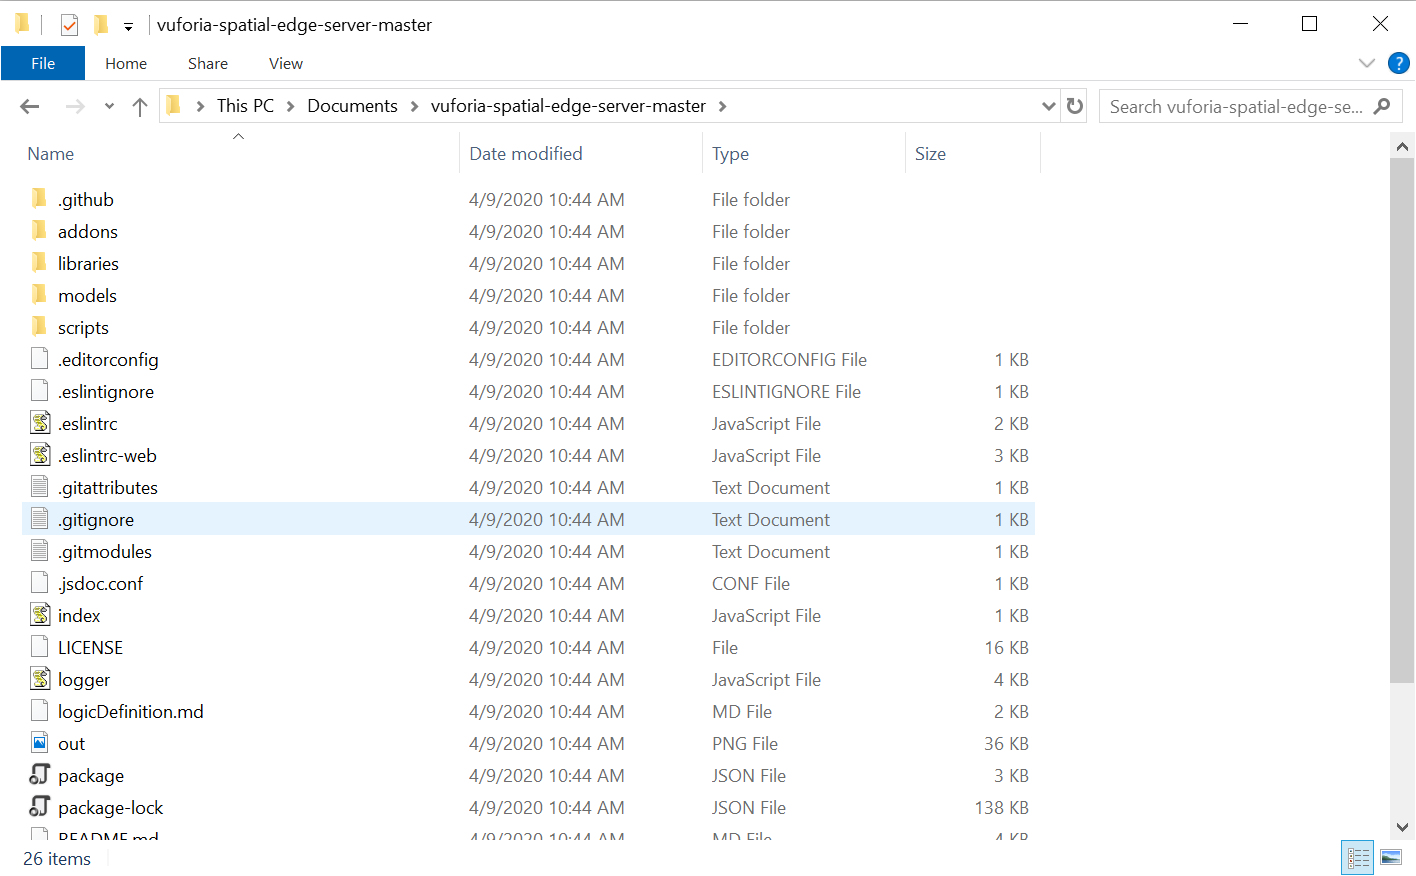 vuforia-spatial-edge-server-master
File Home Share View ?
This PC Documents vuforia-spatial-edge-server-master Search vuforia-spatial-edge-se...
Name Date modified Type Size
.github 4/9/2020 10:44 AM File folder
addons 4/9/2020 10:44 AM File folder
libraries 4/9/2020 10:44 AM File folder
models 4/9/2020 10:44 AM File folder
scripts 4/9/2020 10:44 AM File folder
.editorconfig 4/9/2020 10:44 AM EDITORCONFIG File 1 KB
.eslintignore 4/9/2020 10:44 AM ESLINTIGNORE File 1 KB
.eslintrc 4/9/2020 10:44 AM JavaScript File 2 KB
.eslintrc-web 4/9/2020 10:44 AM JavaScript File 3 KB
.gitattributes 4/9/2020 10:44 AM Text Document 1 KB
.gitignore 4/9/2020 10:44 AM Text Document 1 KB
.gitmodules 4/9/2020 10:44 AM Text Document 1 KB
.jsdoc.conf 4/9/2020 10:44 AM CONF File 1 KB
index 4/9/2020 10:44 AM JavaScript File 1 KB
LICENSE 4/9/2020 10:44 AM File 16 KB
logger 4/9/2020 10:44 AM JavaScript File 4 KB
logicDefinition.md 4/9/2020 10:44 AM MD File 2 KB
out 4/9/2020 10:44 AM PNG File 36 KB
package 4/9/2020 10:44 AM JSON File 3 KB
package-lock 4/9/2020 10:44 AM JSON File 138 KB
README.md 4/9/2020 10:44 AM MD File 4 KB
26 items